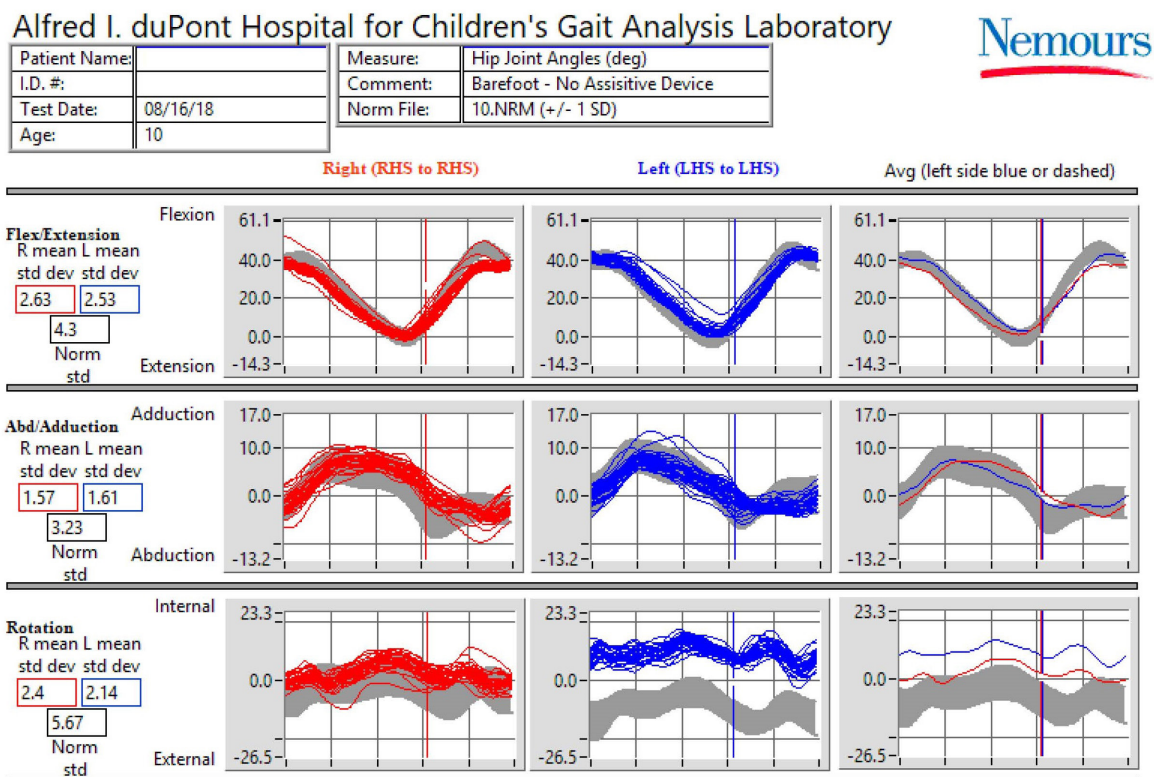 Alfred I. duPont Hospital for Children's Gait Analysis Laboratory
Nemours
Patient Name:
I.D. #:
Test Date: 08/16/18
Age: 10
Measure: Hip Joint Angles (deg)
Comment: Barefoot - No Assisitive Device
Norm File: 10.NRM (+/- 1 SD)
Right (RHS to RHS)
Left (LHS to LHS)
Avg (left side blue or dashed)
Flex/Extension
R mean L mean
std dev std dev
2.63 2.53
4.3
Norm
std
Flexion
Extension
61.1
40.0
20.0
0.0
-14.3
61.1
40.0
20.0
0.0
-14.3
61.1
40.0
20.0
0.0
-14.3
Abd/Adduction
R mean L mean
std dev std dev
1.57 1.61
3.23
Norm
std
Adduction
Abduction
17.0
10.0
0.0
-13.2
17.0
10.0
0.0
-13.2
17.0
10.0
0.0
-13.2
Rotation
R mean L mean
std dev std dev
2.4 2.14
5.67
Norm
std
Internal
External
23.3
0.0
-26.5
23.3
0.0
-26.5
23.3
0.0
-26.5